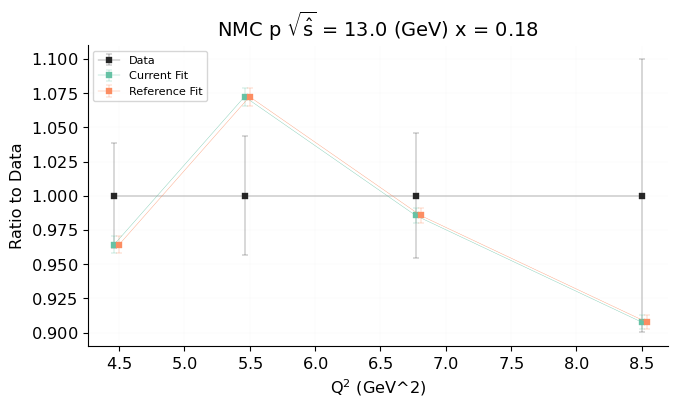 NMC p √ŝ = 13.0 (GeV) x = 0.18
Data
Current Fit
Reference Fit
Ratio to Data
1.100
1.075
1.050
1.025
1.000
0.975
0.950
0.925
0.900
4.5 5.0 5.5 6.0 6.5 7.0 7.5 8.0 8.5
Q² (GeV^2)